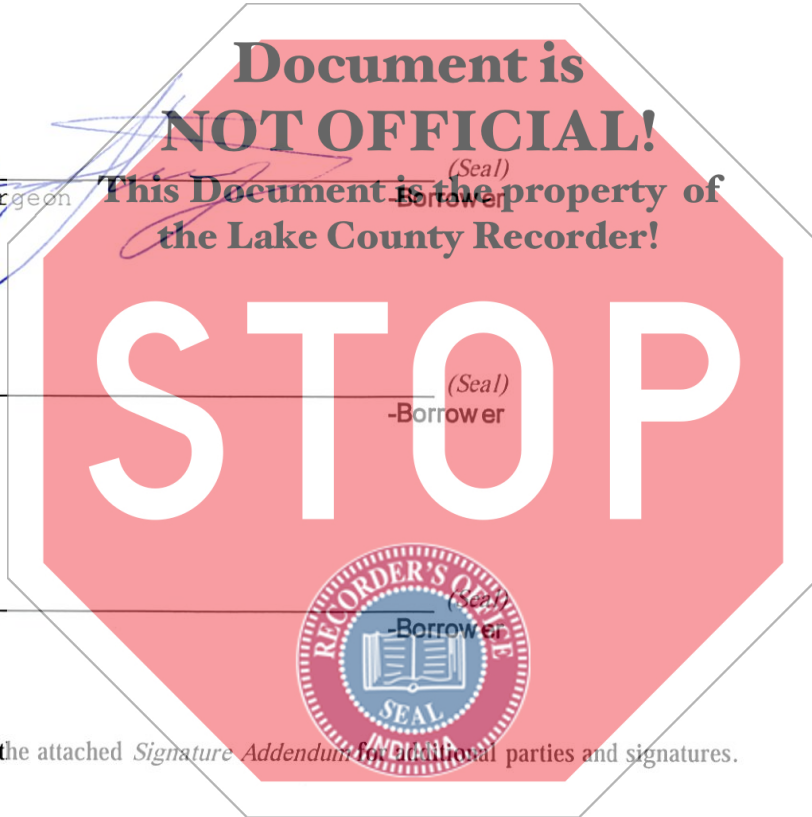 Document is
NOT OFFICIAL!
(Seal)
rgeon
This Document is the property of
-Borrower
the Lake County Recorder!
STOP
(Seal)
-Borrower
(Seal)
-Borrower
RECORDER'S OFFICE
SEAL
INDIANA
the attached Signature Addendum for additional parties and signatures.